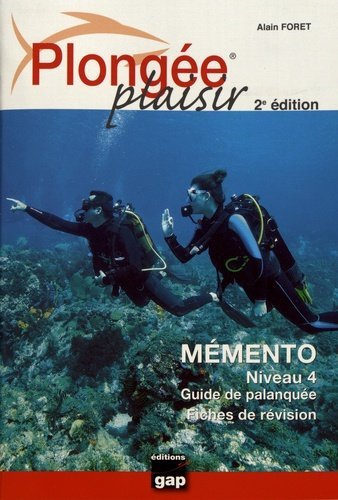 Alain FORET
Plongée®
plaisir
2e édition
MÉMENTO
Niveau 4
Guide de palanquée
Fiches de révision
éditions
gap